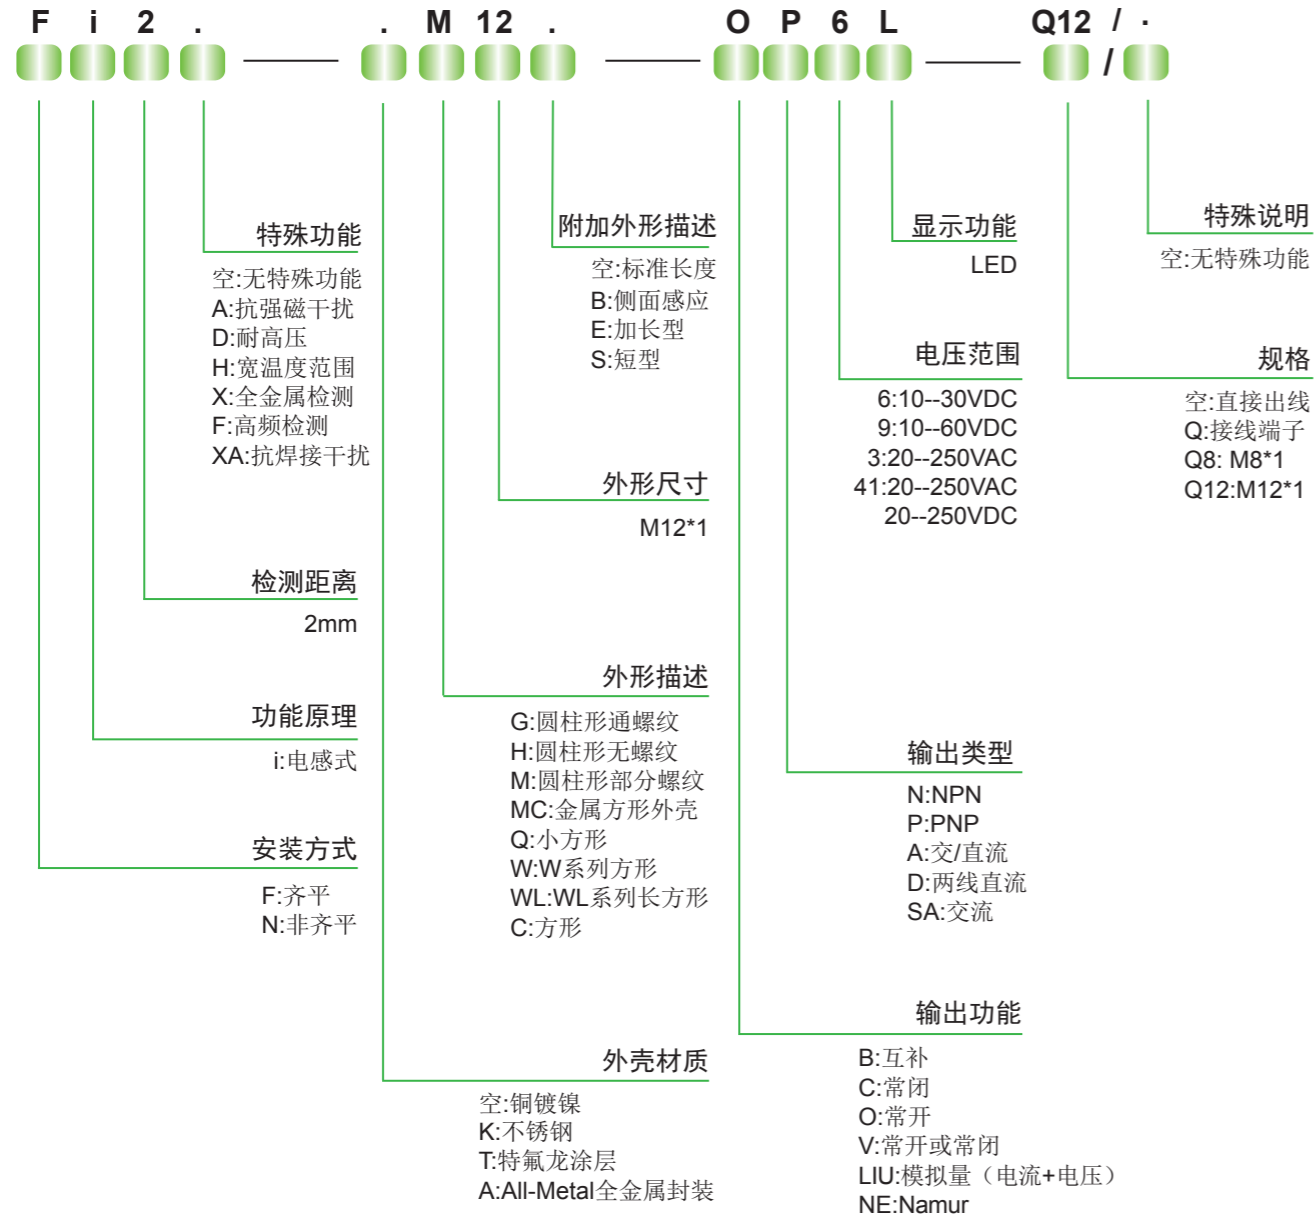 F i 2 . . M 12 . O P 6 L Q12 / ·
/
特殊功能
空:无特殊功能
A:抗强磁干扰
D:耐高压
H:宽温度范围
X:全金属检测
F:高频检测
XA:抗焊接干扰
检测距离
2mm
功能原理
i:电感式
安装方式
F:齐平
N:非齐平
附加外形描述
空:标准长度
B:侧面感应
E:加长型
S:短型
外形尺寸
M12*1
外形描述
G:圆柱形通螺纹
H:圆柱形无螺纹
M:圆柱形部分螺纹
MC:金属方形外壳
Q:小方形
W:W系列方形
WL:WL系列长方形
C:方形
外壳材质
空:铜镀镍
K:不锈钢
T:特氟龙涂层
A:All-Metal全金属封装
显示功能
LED
电压范围
6:10--30VDC
9:10--60VDC
3:20--250VAC
41:20--250VAC
20--250VDC
输出类型
N:NPN
P:PNP
A:交/直流
D:两线直流
SA:交流
输出功能
B:互补
C:常闭
O:常开
V:常开或常闭
LIU:模拟量（电流+电压）
NE:Namur
特殊说明
空:无特殊功能
规格
空:直接出线
Q:接线端子
Q8: M8*1
Q12:M12*1